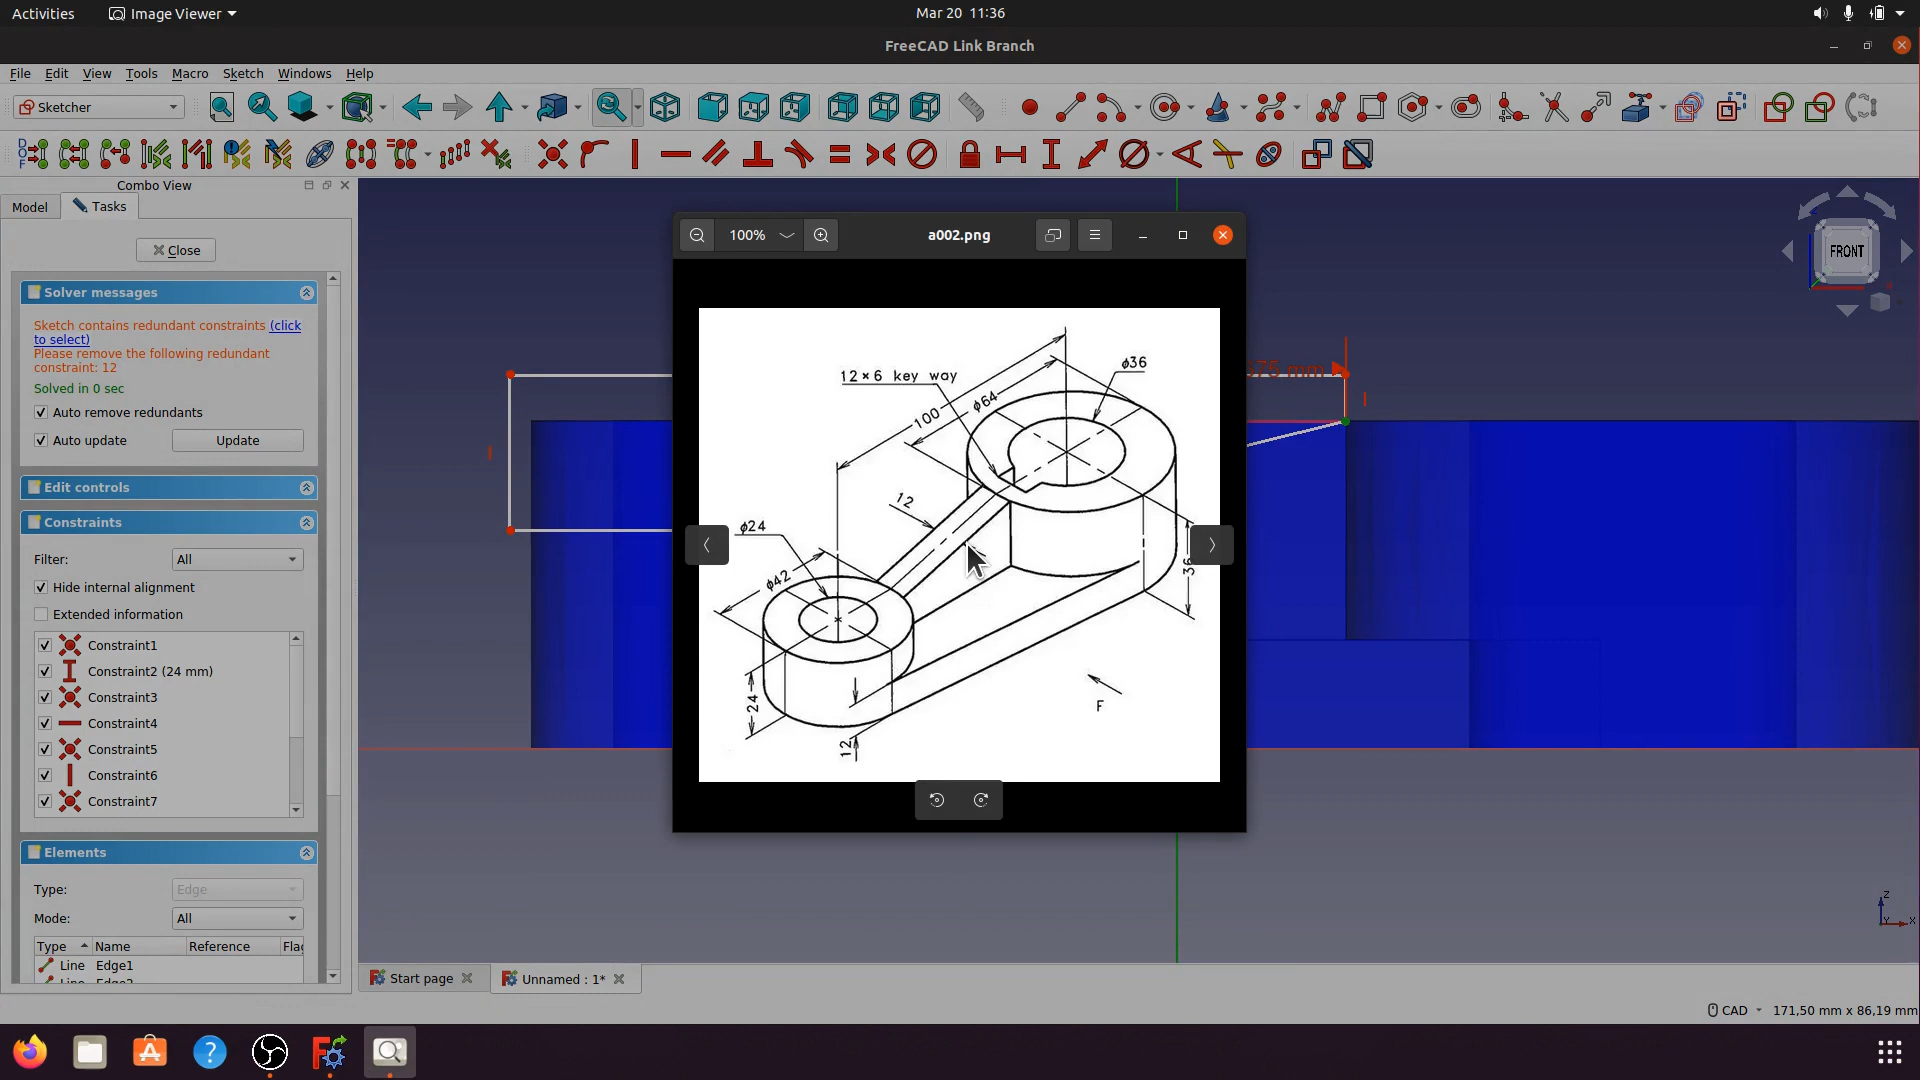 Activities Image Viewer Mar 20 11:36
FreeCAD Link Branch
File Edit View Tools Macro Sketch Windows Help
Sketcher
Combo View
Model Tasks
Close
Solver messages
Sketch contains redundant constraints (click
to select)
Please remove the following redundant
constraint: 12
Solved in 0 sec
Auto remove redundants
Auto update Update
Edit controls
Constraints
Filter: All
Hide internal alignment
Extended information
Constraint1
Constraint2 (24 mm)
Constraint3
Constraint4
Constraint5
Constraint6
Constraint7
Elements
Type: Edge
Mode: All
Type Name Reference
Line Edge1
100% a002.png
12×6 key way
ϕ36
100
ϕ64
12
ϕ24
ϕ42
36
24
12
F
mm
FRONT
Z
Y X
Start page Unnamed : 1*
CAD 171,50 mm x 86,19 mm